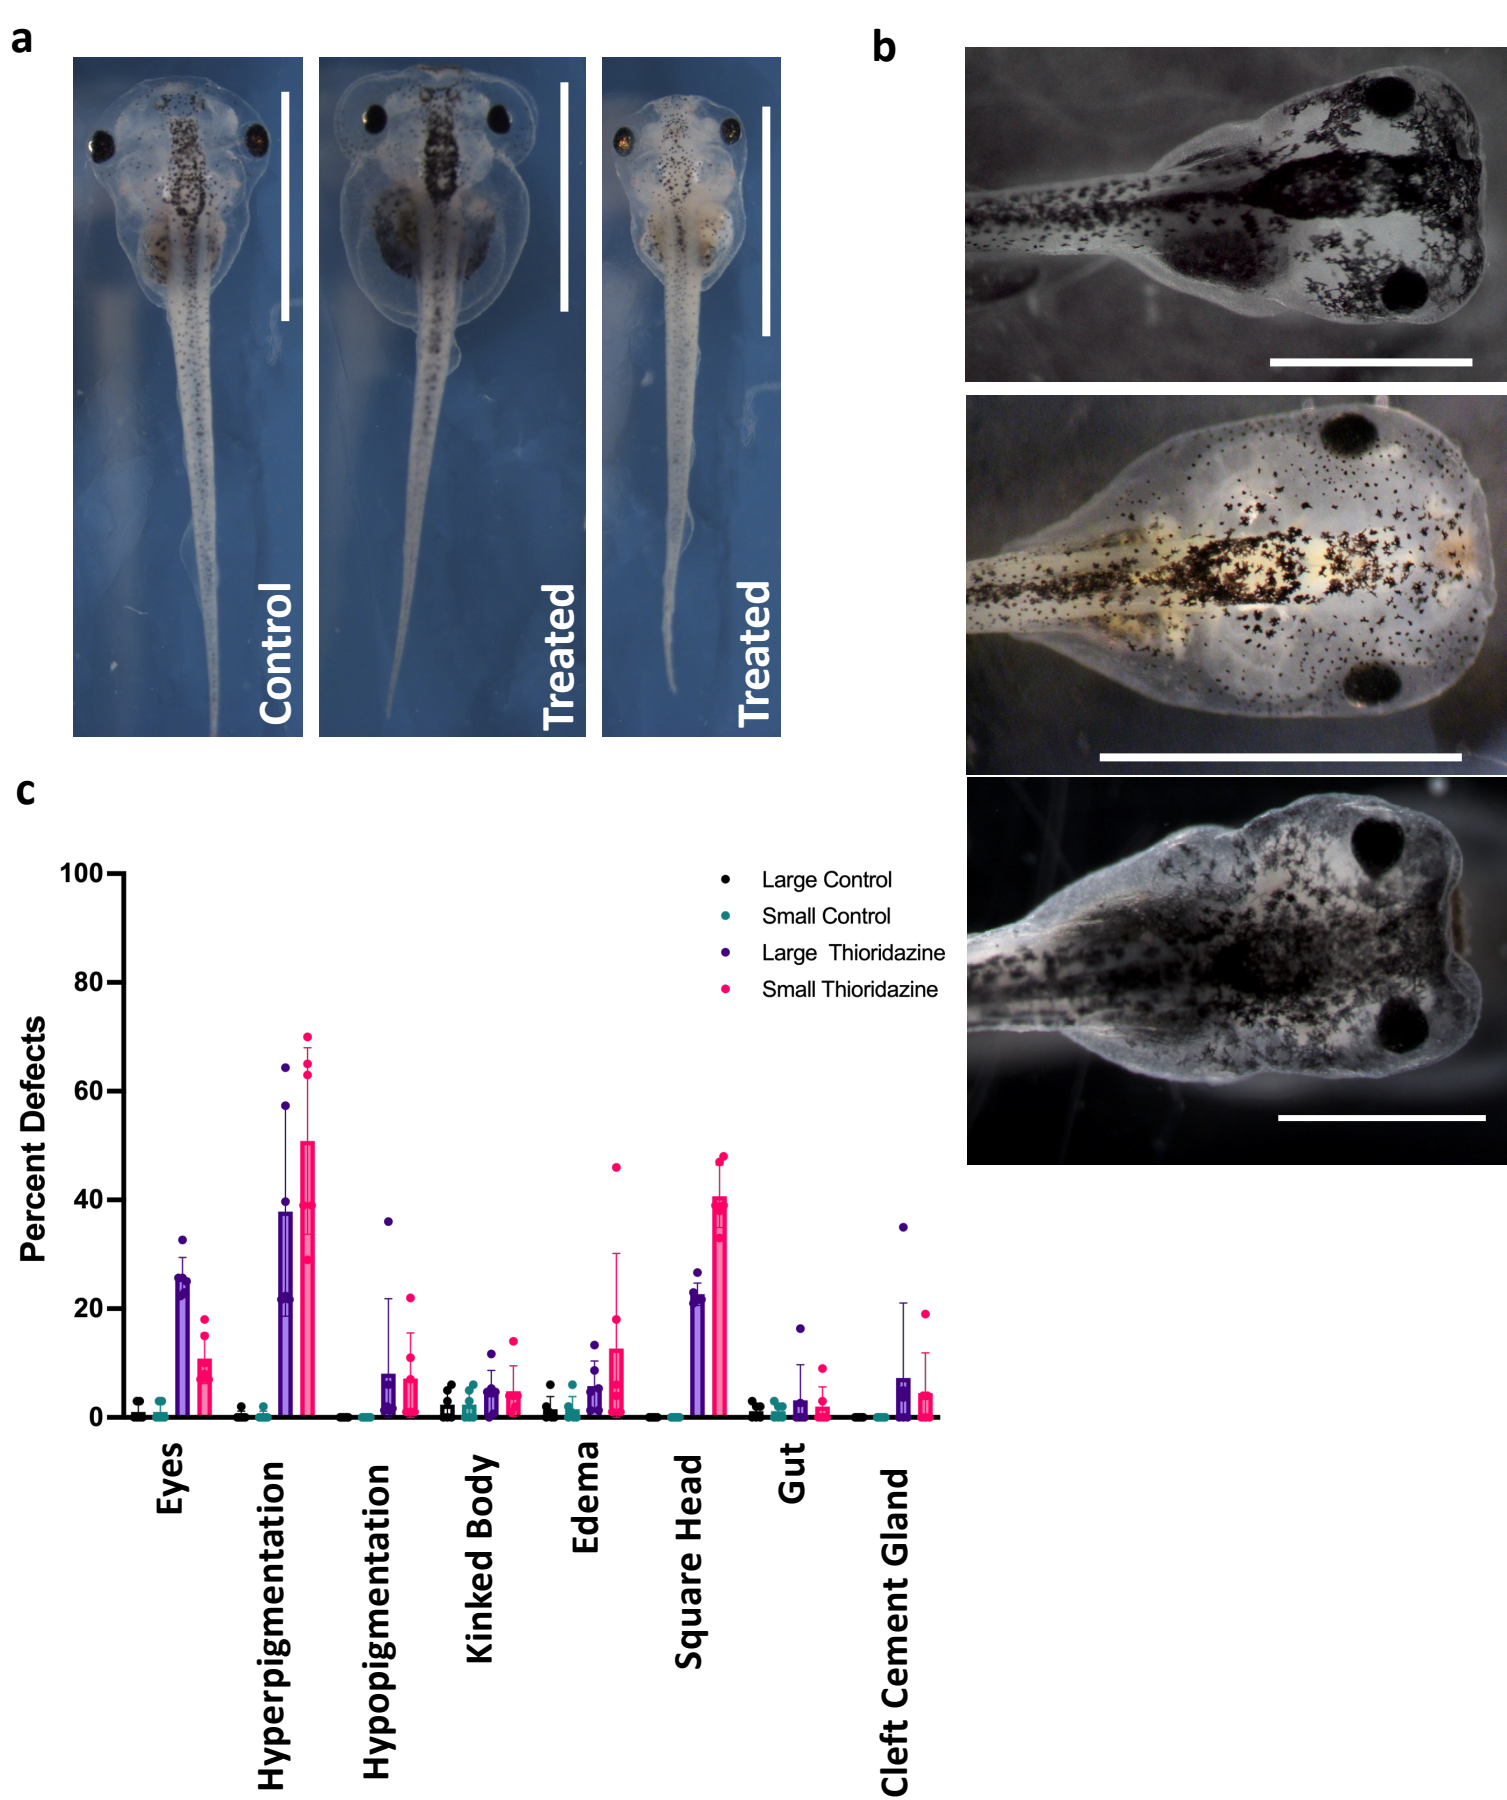 a
b
Control
Treated
Treated
c
100
80
60
40
20
0
Percent Defects
Large Control
Small Control
Large Thioridazine
Small Thioridazine
Eyes
Hyperpigmentation
Hypopigmentation
Kinked Body
Edema
Square Head
Gut
Cleft Cement Gland